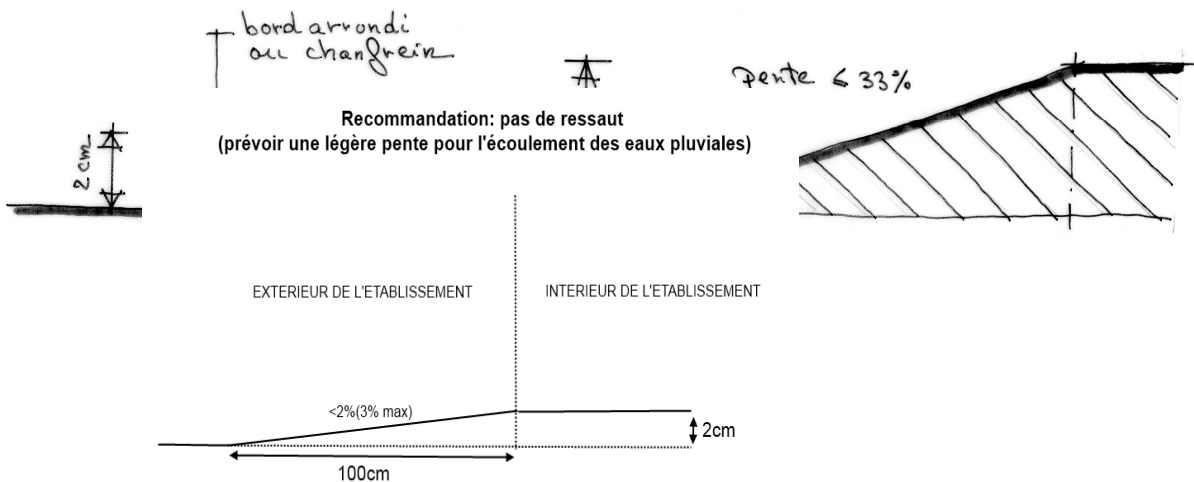 bord arrondi
ou chanfrein
pente ≤ 33%
2 cm
Recommandation: pas de ressaut
(prévoir une légère pente pour l'écoulement des eaux pluviales)
EXTERIEUR DE L'ETABLISSEMENT
INTERIEUR DE L'ETABLISSEMENT
<2%(3% max)
2cm
100cm